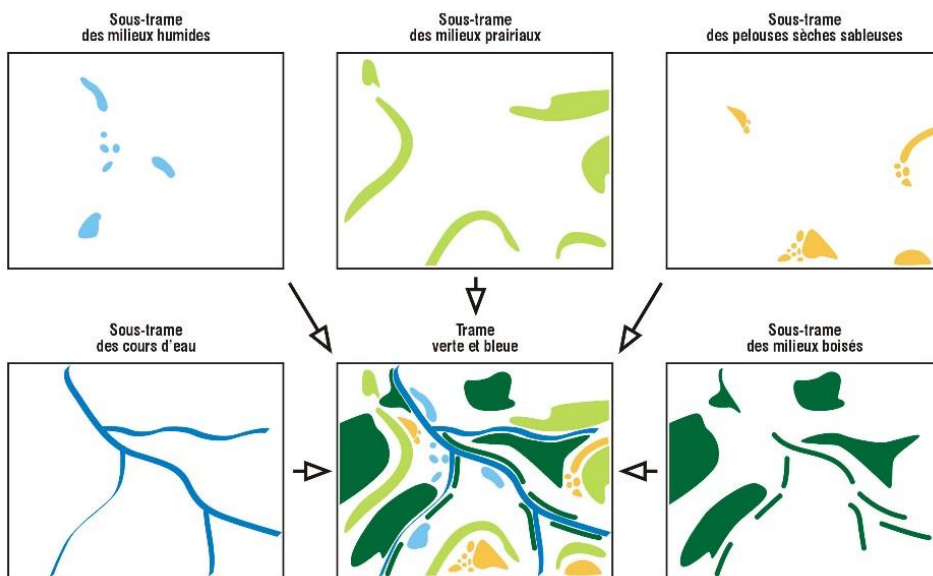 Sous-trame
des milieux humides
Sous-trame
des milieux prairiaux
Sous-trame
des pelouses sèches sableuses
Sous-trame
des cours d'eau
Trame
verte et bleue
Sous-trame
des milieux boisés